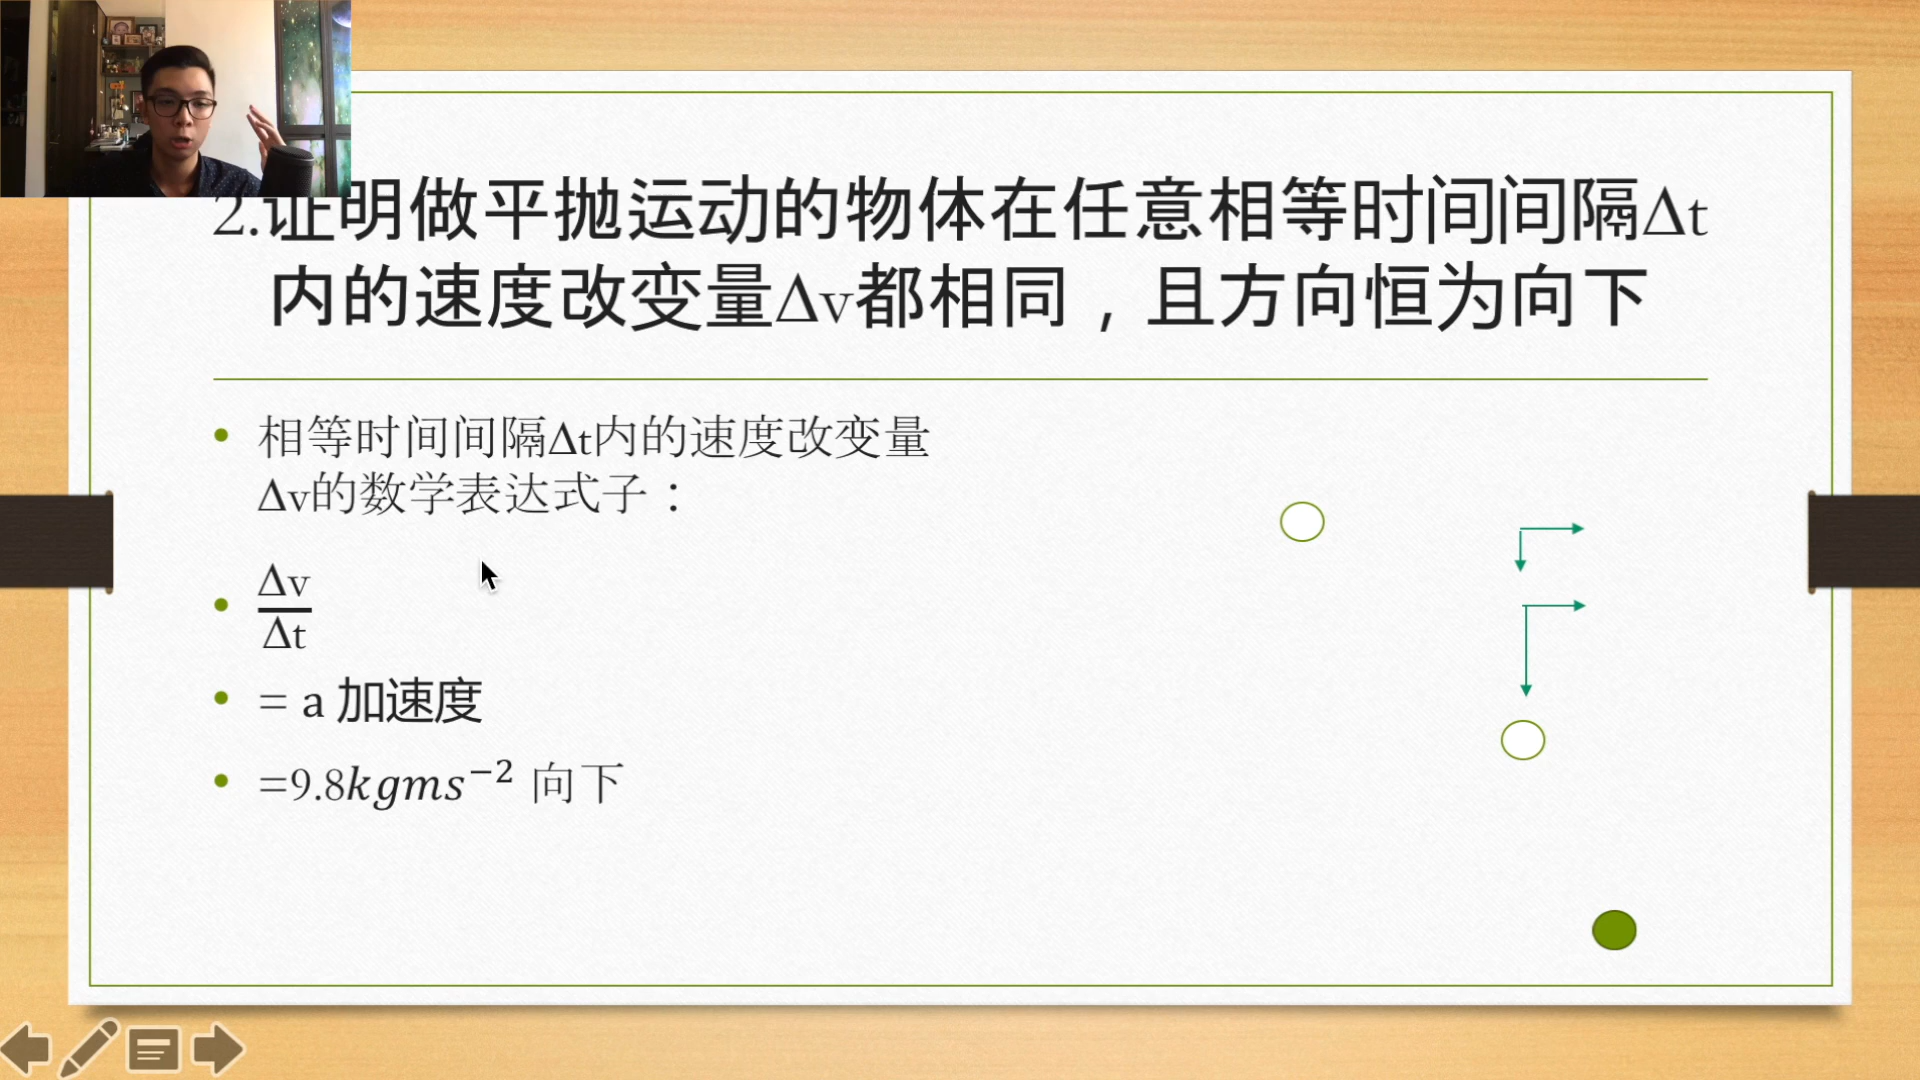 2.证明做平抛运动的物体在任意相等时间间隔Δt
内的速度改变量Δv都相同，且方向恒为向下
相等时间间隔Δt内的速度改变量
Δv的数学表达式子：
Δv
Δt
= a 加速度
=9.8kgms⁻² 向下